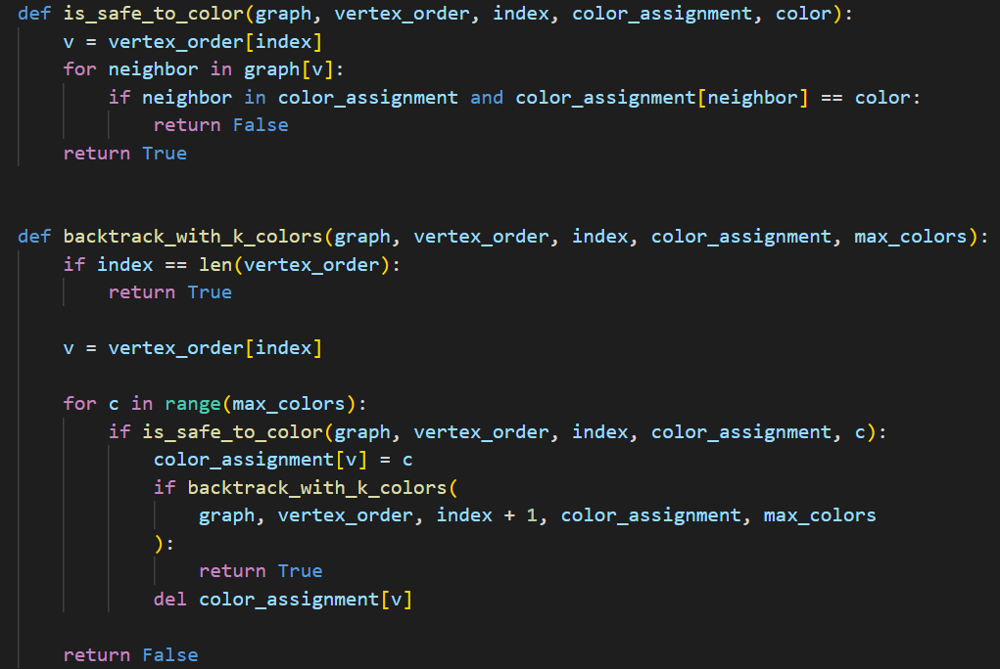 def is_safe_to_color(graph, vertex_order, index, color_assignment, color):
    v = vertex_order[index]
    for neighbor in graph[v]:
        if neighbor in color_assignment and color_assignment[neighbor] == color:
            return False
    return True
def backtrack_with_k_colors(graph, vertex_order, index, color_assignment, max_colors):
    if index == len(vertex_order):
        return True
    v = vertex_order[index]
    for c in range(max_colors):
        if is_safe_to_color(graph, vertex_order, index, color_assignment, c):
            color_assignment[v] = c
            if backtrack_with_k_colors(
                graph, vertex_order, index + 1, color_assignment, max_colors
            ):
                return True
            del color_assignment[v]
    return False